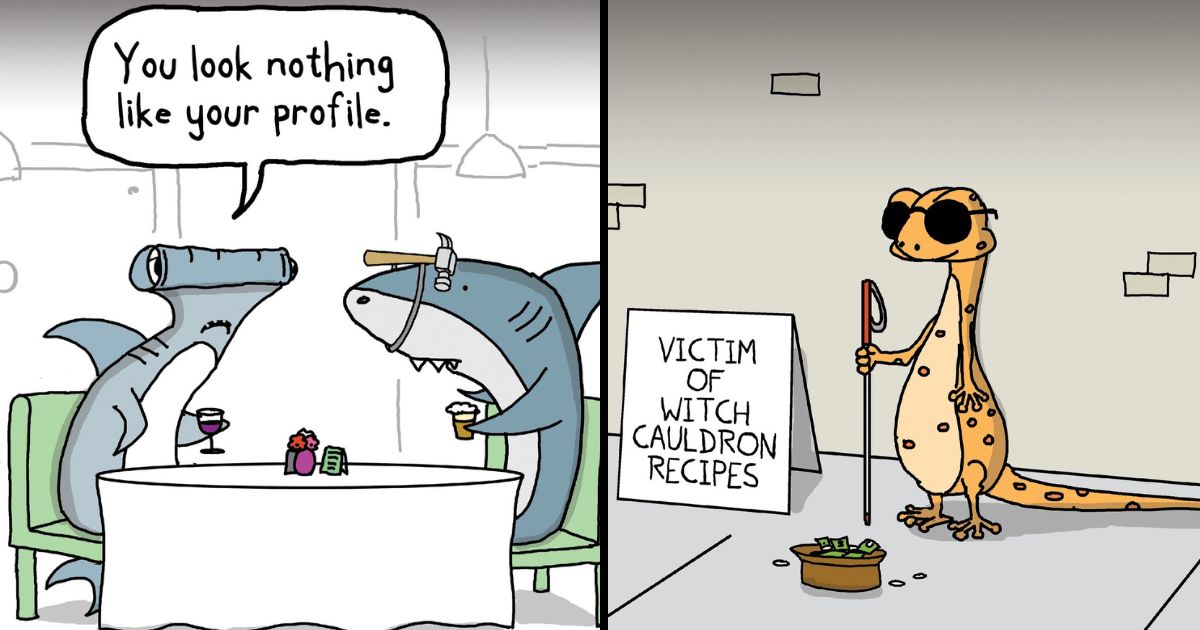 You look nothing
like your profile.
VICTIM
OF
WITCH
CAULDRON
RECIPES